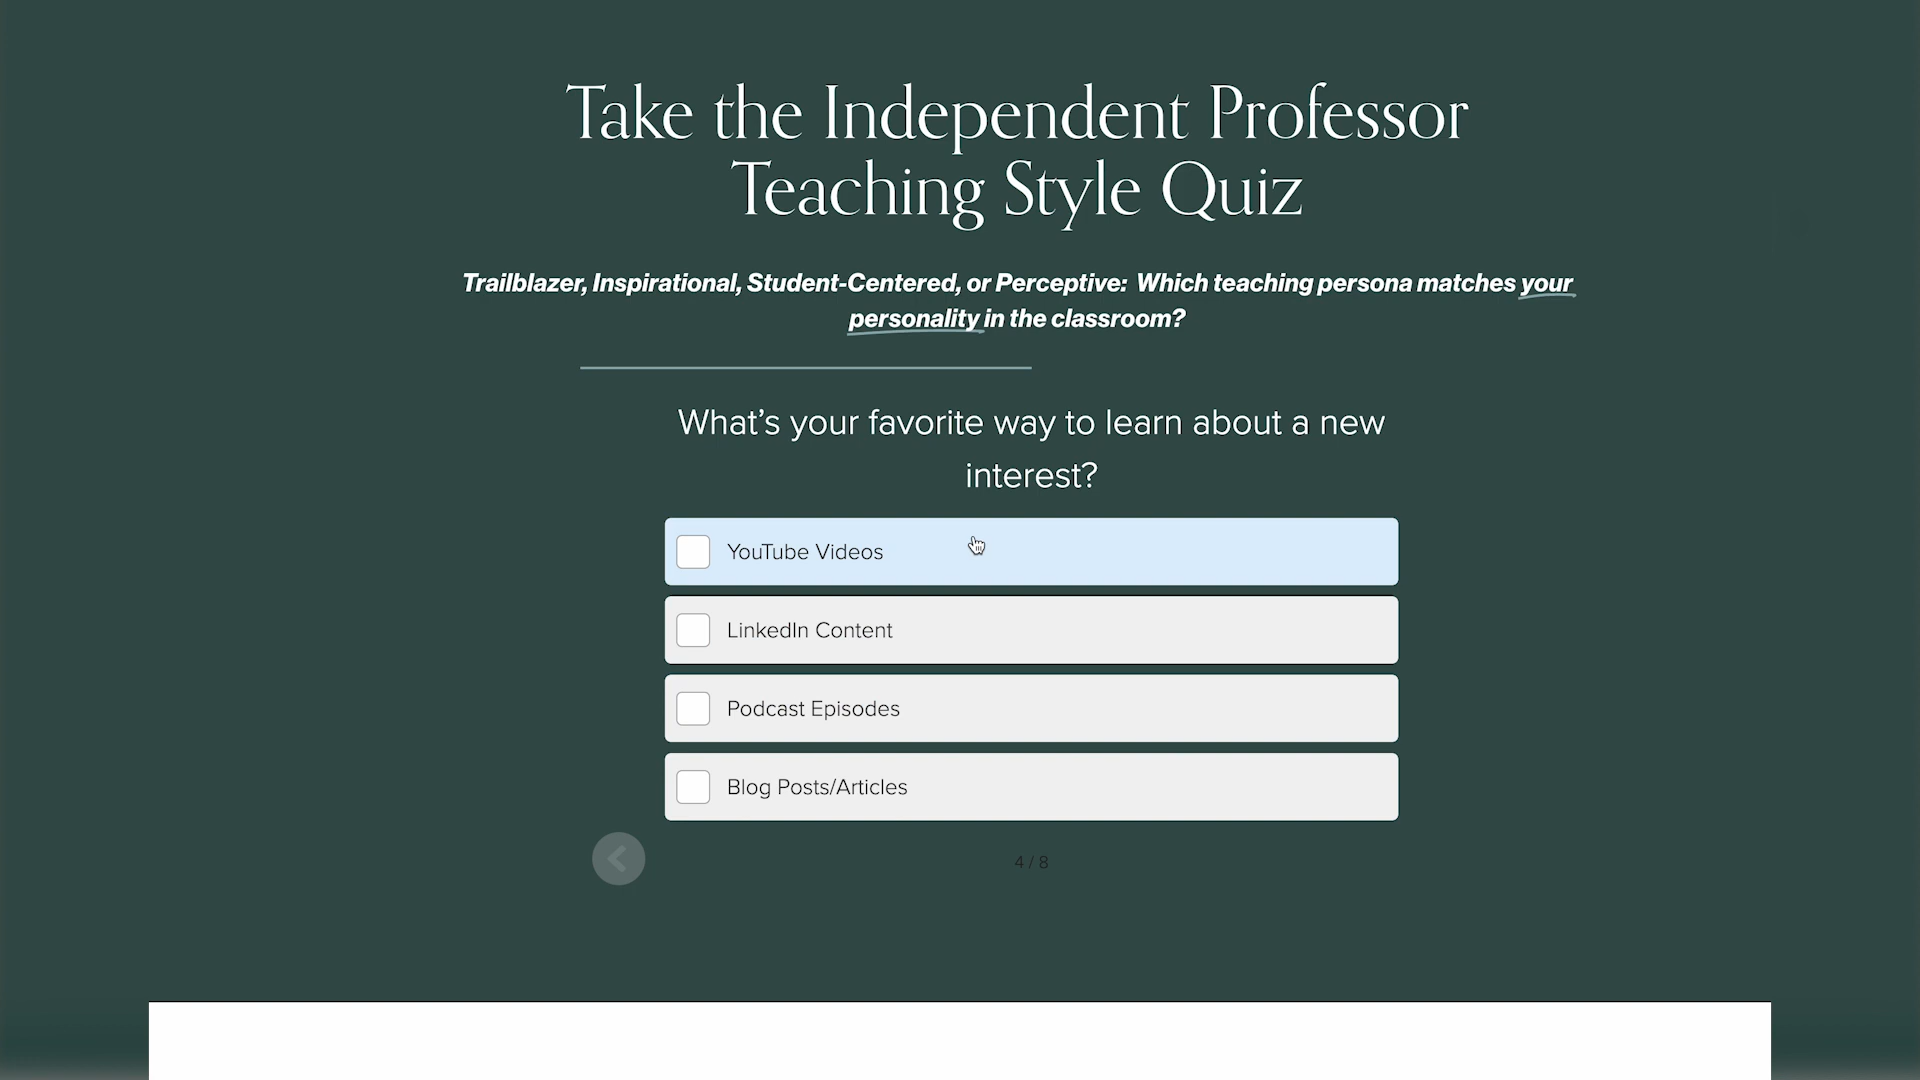 Take the Independent Professor
Teaching Style Quiz
Trailblazer, Inspirational, Student-Centered, or Perceptive: Which teaching persona matches your
personality in the classroom?
What's your favorite way to learn about a new
interest?
YouTube Videos
LinkedIn Content
Podcast Episodes
Blog Posts/Articles
4 / 8